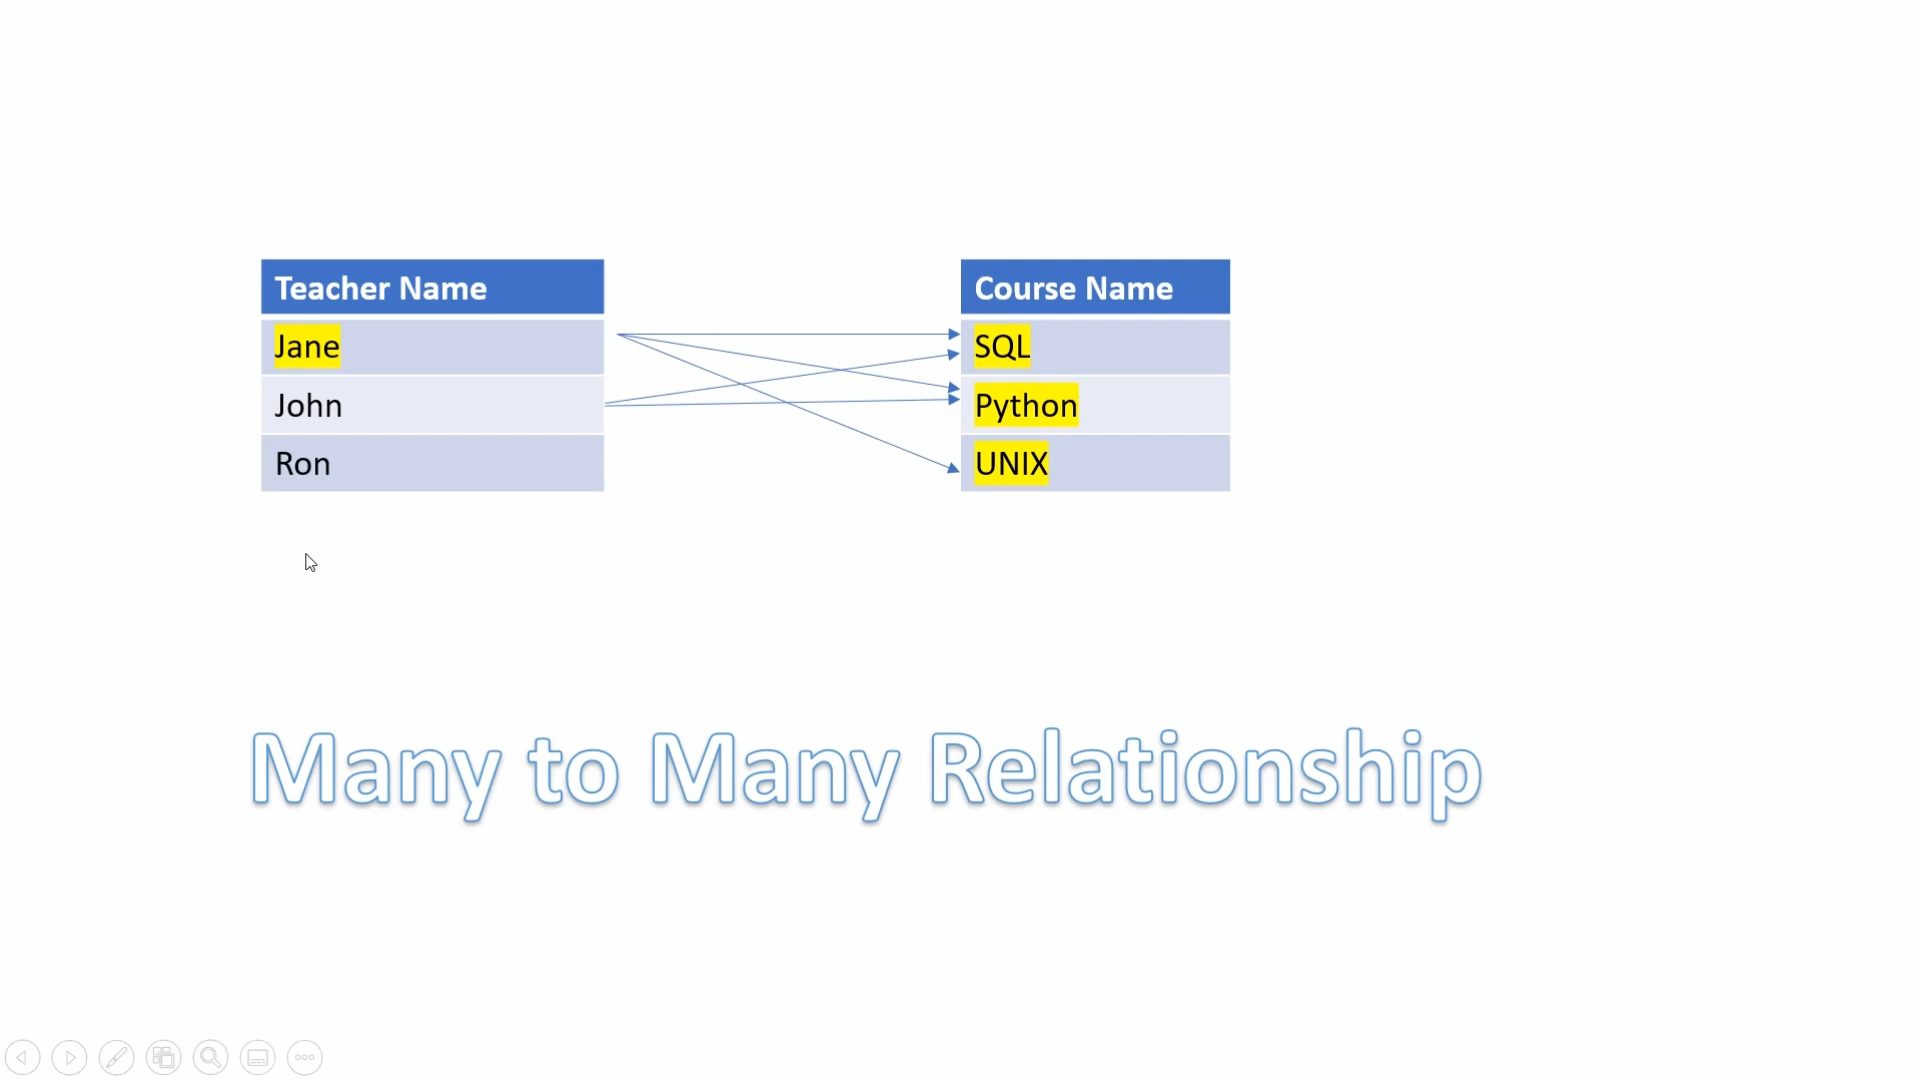 Teacher Name
Jane
John
Ron
Course Name
SQL
Python
UNIX
Many to Many Relationship